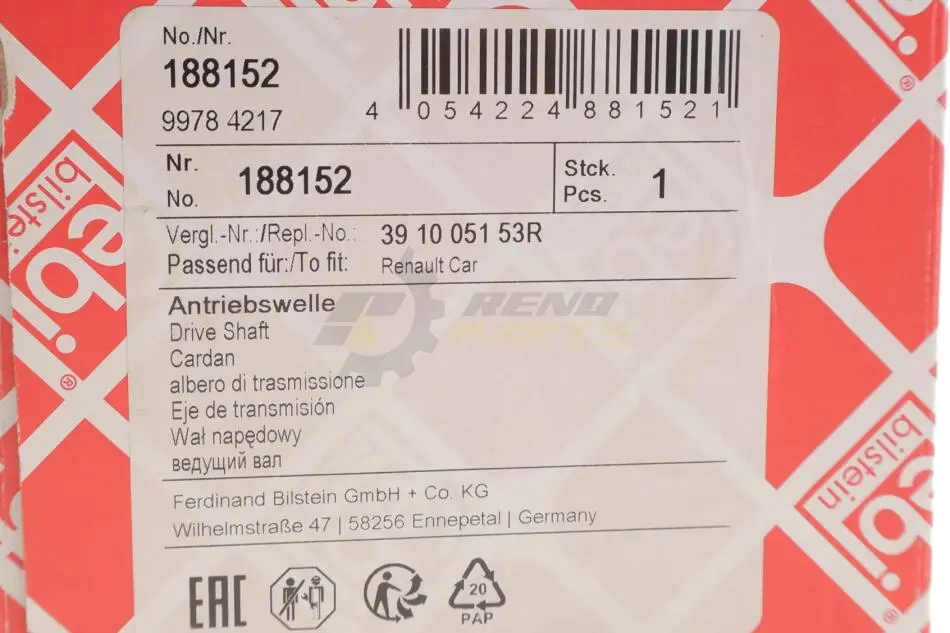 No./Nr.
188152
9978 4217
4 054224 881521
Nr.
No. 188152
Stck.
Pcs. 1
Vergl.-Nr.:/Repl.-No.: 39 10 051 53R
Passend für:/To fit: Renault Car
Antriebswelle
Drive Shaft
Cardan
albero di trasmissione
Eje de transmisión
Wał napędowy
ведущий вал
Ferdinand Bilstein GmbH + Co. KG
Wilhelmstraße 47 | 58256 Ennepetal | Germany
EAC
20
PAP
RENO
PARTS
febi
bilstein
febi
bilstein
febi
®